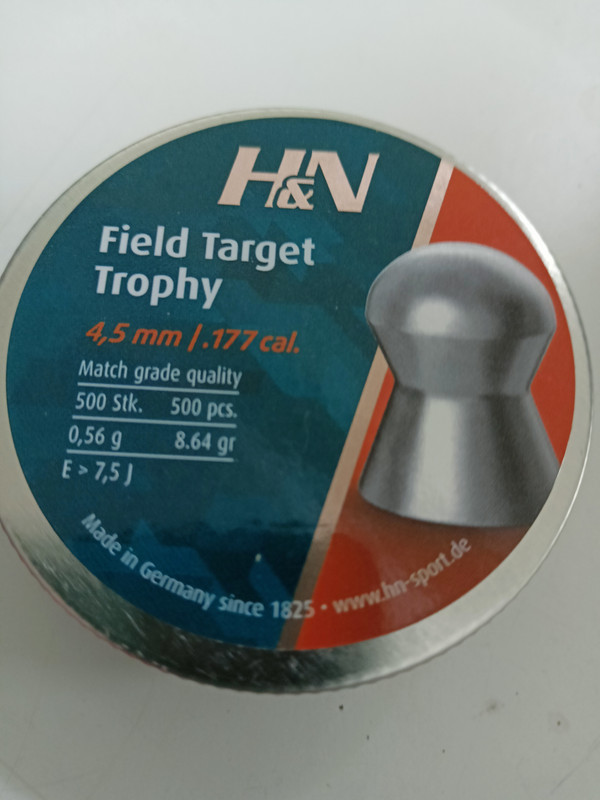 H&N
Field Target
Trophy
4,5 mm / .177 cal.
Match grade quality
500 Stk. 500 pcs.
0,56 g 8.64 gr
E > 7,5 J
Made in Germany since 1825 • www.hn-sport.de